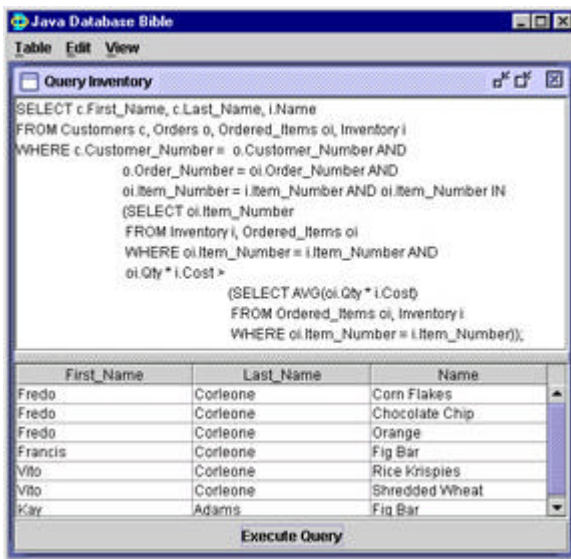 Java Database Bible
Table Edit View
Query Inventory
SELECT c.First_Name, c.Last_Name, i.Name
FROM Customers c, Orders o, Ordered_Items oi, Inventory i
WHERE c.Customer_Number = o.Customer_Number AND
o.Order_Number = oi.Order_Number AND
oi.Item_Number = i.Item_Number AND oi.Item_Number IN
(SELECT oi.Item_Number
FROM Inventory i, Ordered_Items oi
WHERE oi.Item_Number = i.Item_Number AND
oi.Qty * i.Cost >
(SELECT AVG(oi.Qty * i.Cost)
FROM Ordered_Items oi, Inventory i
WHERE oi.Item_Number = i.Item_Number));
First_Name Last_Name Name
Fredo Corleone Corn Flakes
Fredo Corleone Chocolate Chip
Fredo Corleone Orange
Francis Corleone Fig Bar
Vito Corleone Rice Krispies
Vito Corleone Shredded Wheat
Kay Adams Fig Bar
Execute Query